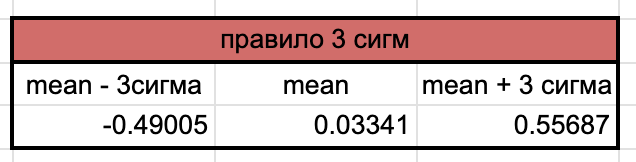 правило 3 сигм
mean - 3сигма mean mean + 3 сигма
-0.49005 0.03341 0.55687